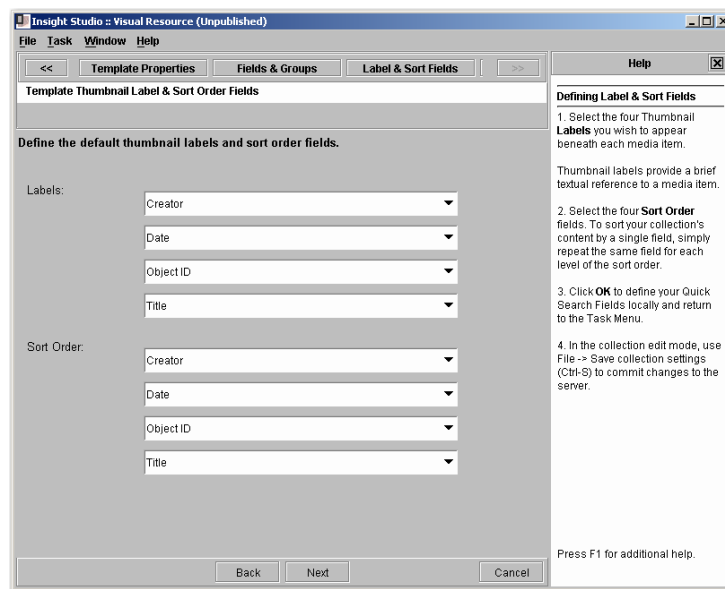 Insight Studio :: Visual Resource (Unpublished)
File Task Window Help
<< Template Properties Fields & Groups Label & Sort Fields >>
Template Thumbnail Label & Sort Order Fields
Define the default thumbnail labels and sort order fields.
Labels:
Creator
Date
Object ID
Title
Sort Order:
Creator
Date
Object ID
Title
Back Next Cancel
Help
Defining Label & Sort Fields
1. Select the four Thumbnail
Labels you wish to appear
beneath each media item.
Thumbnail labels provide a brief
textual reference to a media item.
2. Select the four Sort Order
fields. To sort your collection's
content by a single field, simply
repeat the same field for each
level of the sort order.
3. Click OK to define your Quick
Search Fields locally and return
to the Task Menu.
4. In the collection edit mode, use
File -> Save collection settings
(Ctrl-S) to commit changes to the
server.
Press F1 for additional help.